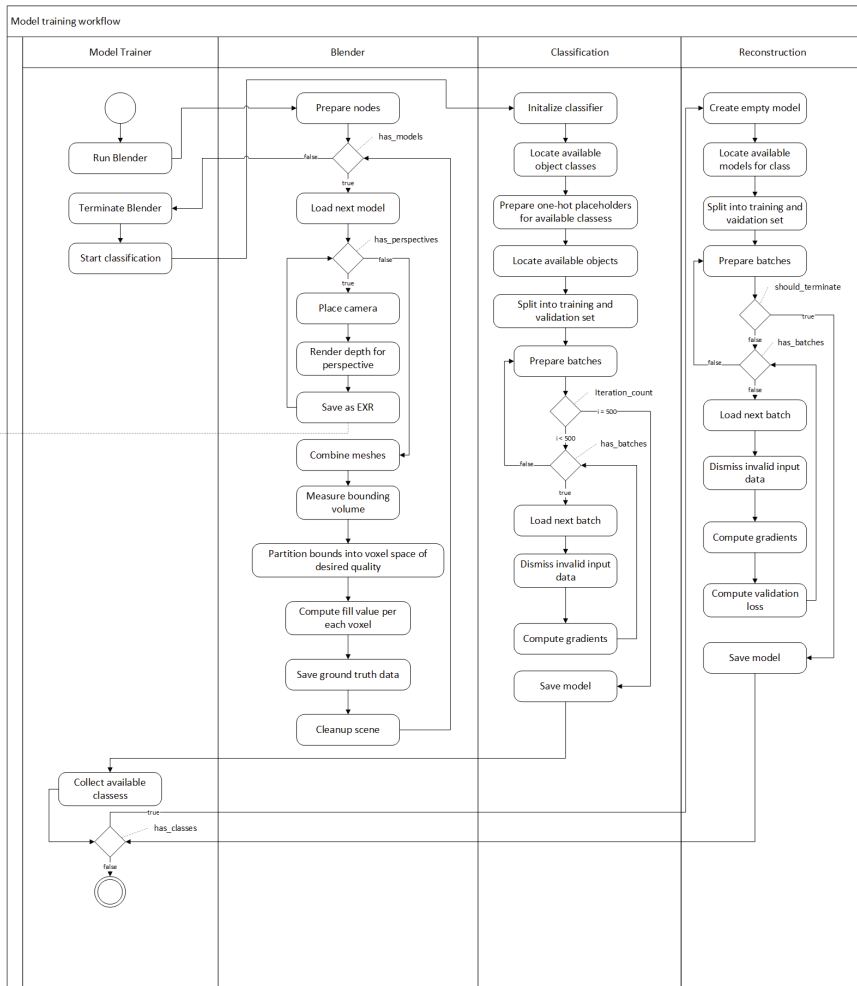 Model training workflow
Model Trainer
Blender
Classification
Reconstruction
Run Blender
Terminate Blender
Start classification
Collect available
classess
true
has_classes
false
Prepare nodes
has_models
false
true
Load next model
has_perspectives
false
true
Place camera
Render depth for
perspective
Save as EXR
Combine meshes
Measure bounding
volume
Partition bounds into voxel space of
desired quality
Compute fill value per
each voxel
Save ground truth data
Cleanup scene
Initalize classifier
Locate available
object classes
Prepare one-hot placeholders
for available classess
Locate available objects
Split into training and
validation set
Prepare batches
Iteration_count
i = 500
i < 500
has_batches
false
true
Load next batch
Dismiss invalid input
data
Compute gradients
Save model
Create empty model
Locate available
models for class
Split into training and
vaidation set
Prepare batches
should_terminate
true
false
has_batches
false
false
Load next batch
Dismiss invalid input
data
Compute gradients
Compute validation
loss
Save model